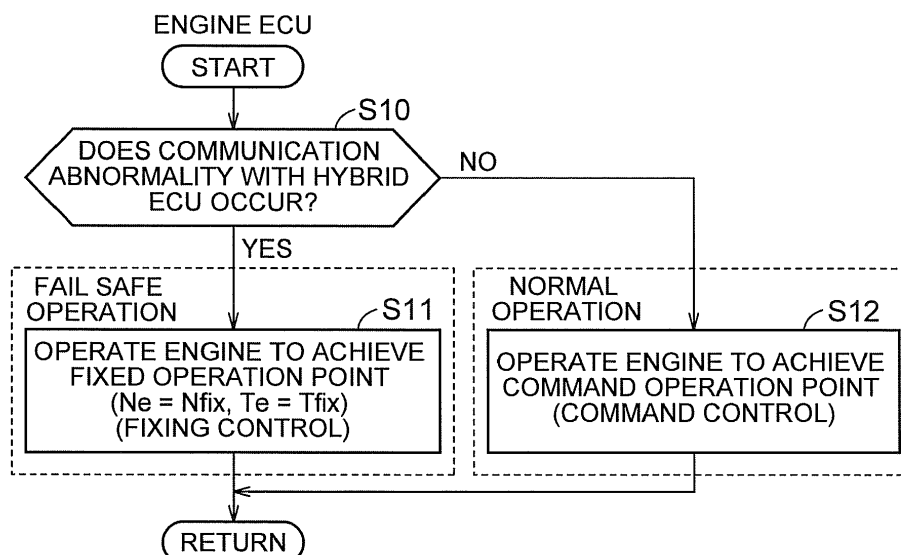 ENGINE ECU
START
S10
DOES COMMUNICATION
ABNORMALITY WITH HYBRID
ECU OCCUR?
NO
YES
FAIL SAFE
OPERATION
S11
OPERATE ENGINE TO ACHIEVE
FIXED OPERATION POINT
(Ne = Nfix, Te = Tfix)
(FIXING CONTROL)
NORMAL
OPERATION
S12
OPERATE ENGINE TO ACHIEVE
COMMAND OPERATION POINT
(COMMAND CONTROL)
RETURN